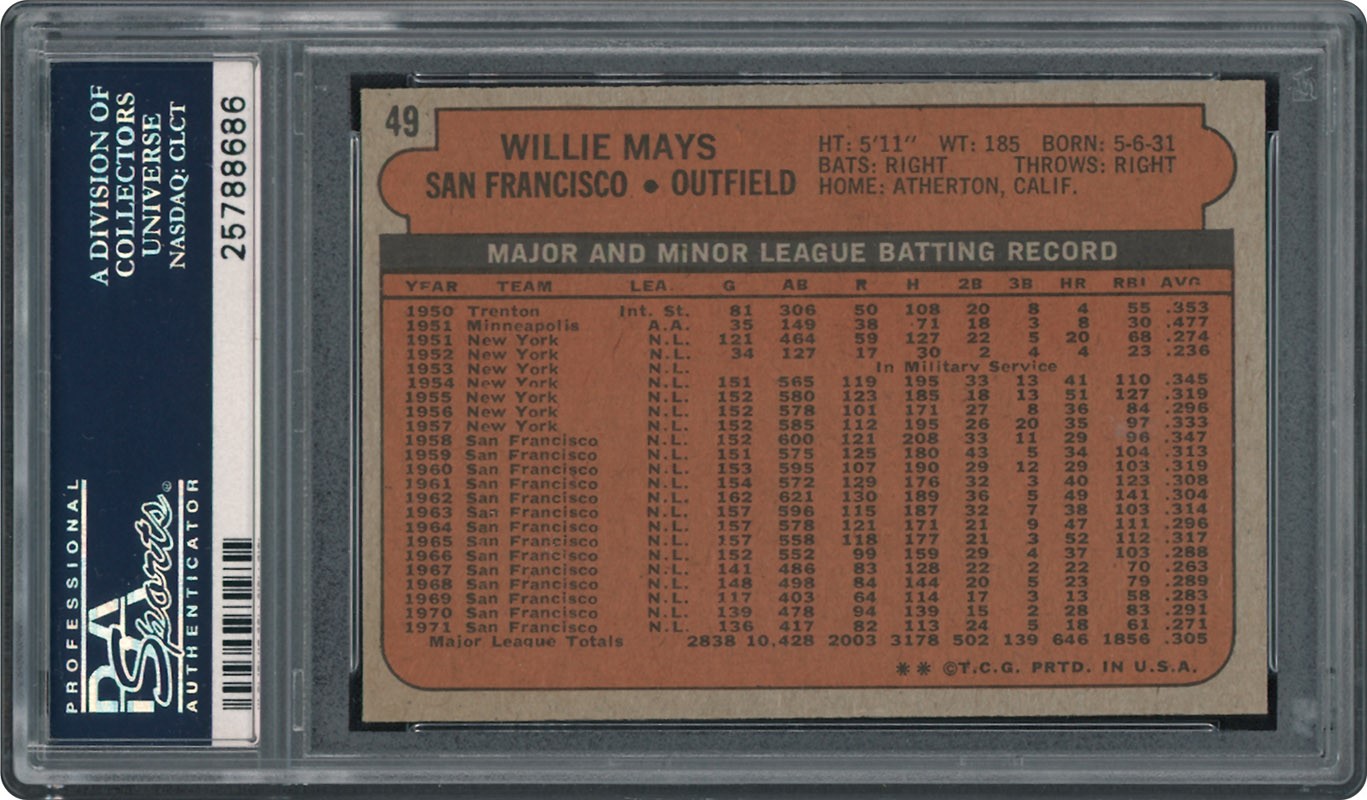 A DIVISION OF
COLLECTORS
UNIVERSE
NASDAQ: CLCT
PROFESSIONAL
PSA
Sports
AUTHENTICATOR
25788686
49
WILLIE MAYS
SAN FRANCISCO • OUTFIELD
HT: 5'11" WT: 185 BORN: 5-6-31
BATS: RIGHT THROWS: RIGHT
HOME: ATHERTON, CALIF.
MAJOR AND MiNOR LEAGUE BATTING RECORD
YEAR TEAM LEA. G AB R H 2B 3B HR RBI AVG
1950 Trenton Int. St. 81 306 50 108 20 8 4 55 .353
1951 Minneapolis A.A. 35 149 38 71 18 3 8 30 .477
1951 New York N.L. 121 464 59 127 22 5 20 68 .274
1952 New York N.L. 34 127 17 30 2 4 4 23 .236
1953 New York N.L. In Military Service
1954 New York N.L. 151 565 119 195 33 13 41 110 .345
1955 New York N.L. 152 580 123 185 18 13 51 127 .319
1956 New York N.L. 152 578 101 171 27 8 36 84 .296
1957 New York N.L. 152 585 112 195 26 20 35 97 .333
1958 San Francisco N.L. 152 600 121 208 33 11 29 96 .347
1959 San Francisco N.L. 151 575 125 180 43 5 34 104 .313
1960 San Francisco N.L. 153 595 107 190 29 12 29 103 .319
1961 San Francisco N.L. 154 572 129 176 32 3 40 123 .308
1962 San Francisco N.L. 162 621 130 189 36 5 49 141 .304
1963 San Francisco N.L. 157 596 115 187 32 7 38 103 .314
1964 San Francisco N.L. 157 578 121 171 21 9 47 111 .296
1965 San Francisco N.L. 157 558 118 177 21 3 52 112 .317
1966 San Francisco N.L. 152 552 99 159 29 4 37 103 .288
1967 San Francisco N.L. 141 486 83 128 22 2 22 70 .263
1968 San Francisco N.L. 148 498 84 144 20 5 23 79 .289
1969 San Francisco N.L. 117 403 64 114 17 3 13 58 .283
1970 San Francisco N.L. 139 478 94 139 15 2 28 83 .291
1971 San Francisco N.L. 136 417 82 113 24 5 18 61 .271
Major League Totals 2838 10,428 2003 3178 502 139 646 1856 .305
** ©T.C.G. PRTD. IN U.S.A.